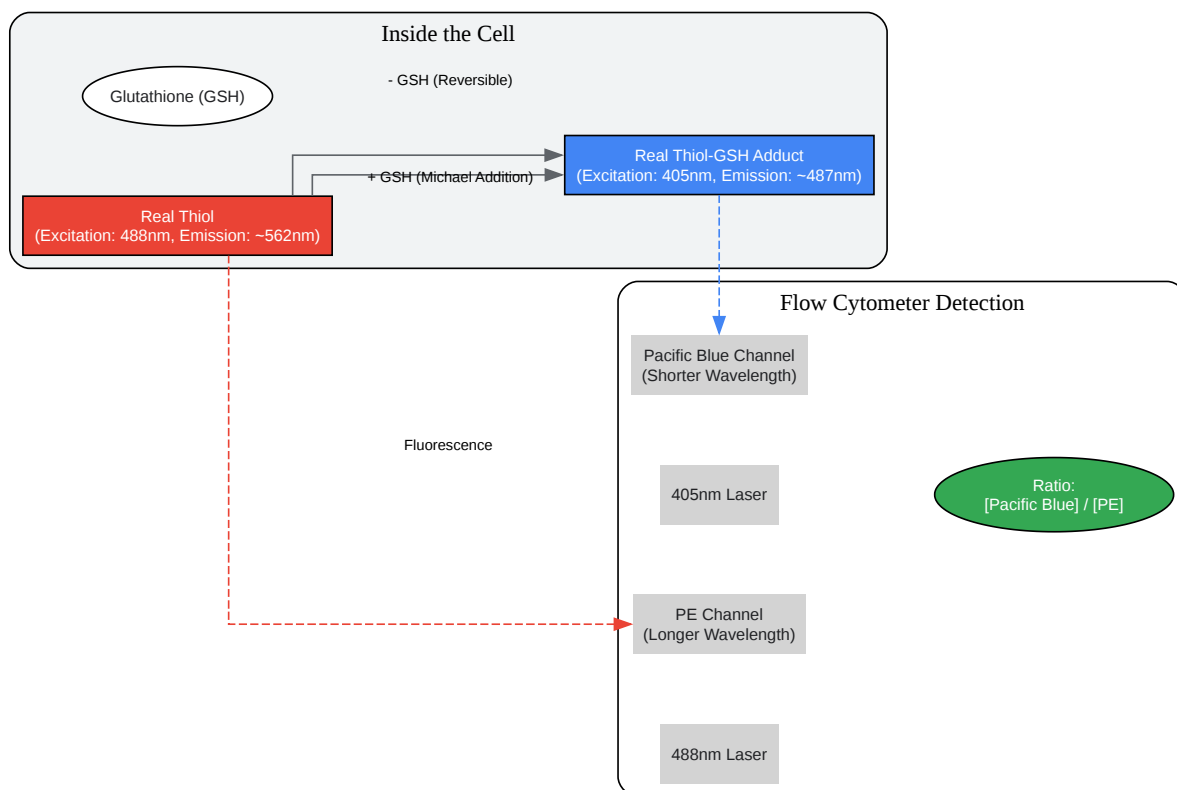 Inside the Cell
- GSH (Reversible)
Glutathione (GSH)
Real Thiol-GSH Adduct
(Excitation: 405nm, Emission: ~487nm)
+ GSH (Michael Addition)
Real Thiol
(Excitation: 488nm, Emission: ~562nm)
Flow Cytometer Detection
Pacific Blue Channel
(Shorter Wavelength)
Fluorescence
405nm Laser
Ratio:
[Pacific Blue] / [PE]
PE Channel
(Longer Wavelength)
488nm Laser